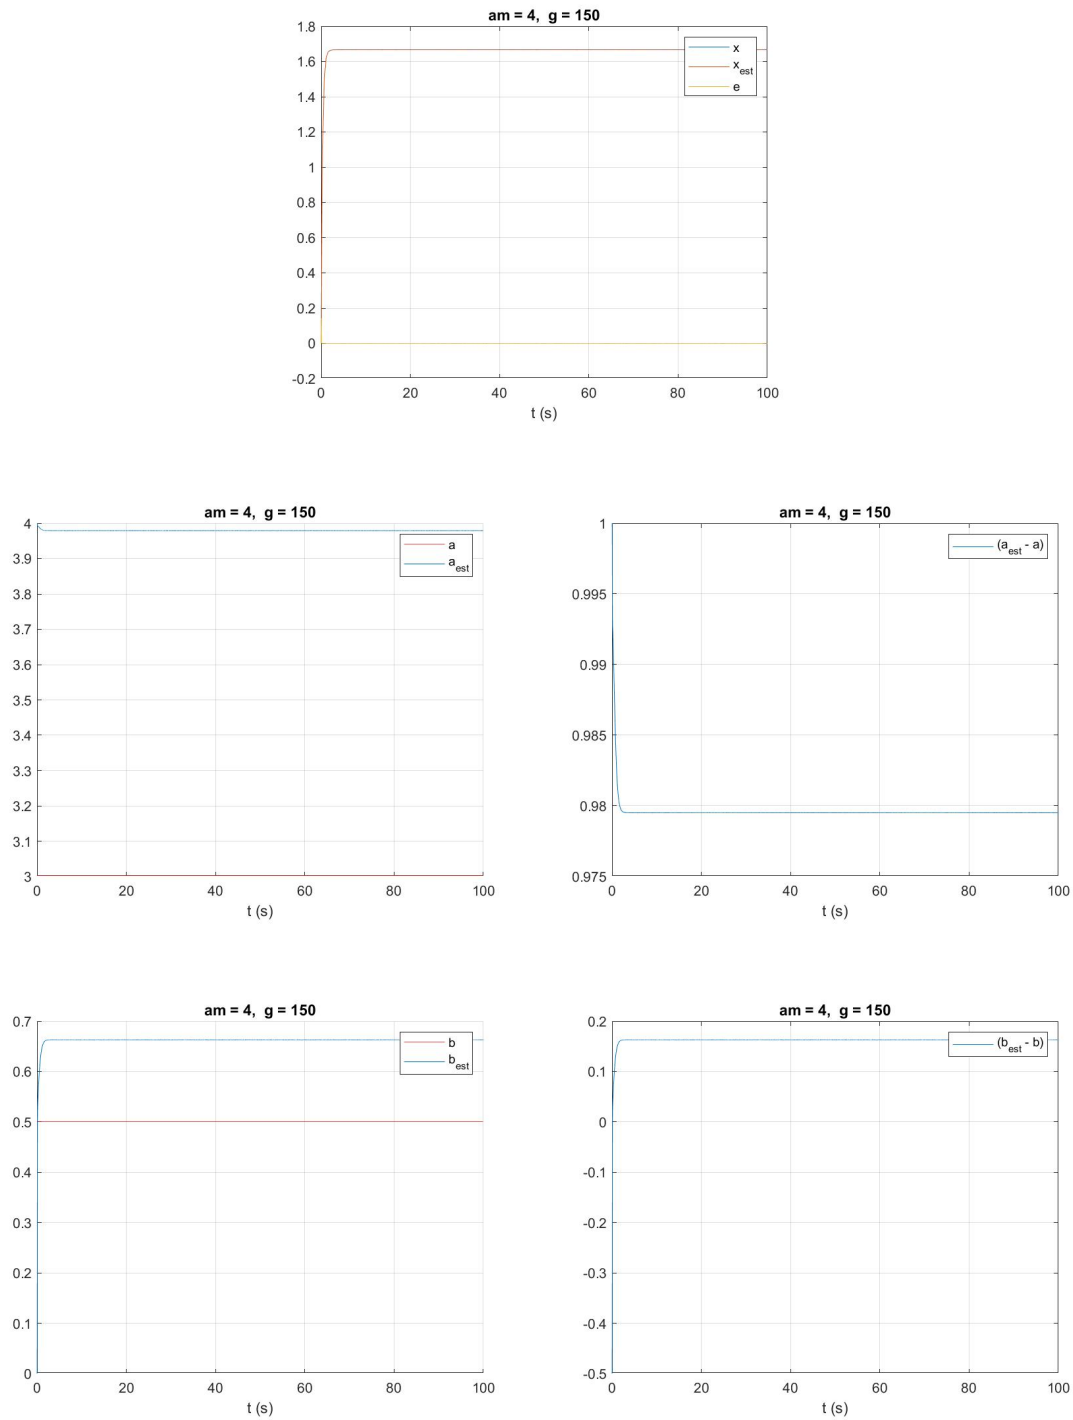 am = 4,  g = 150
1.8
1.6
1.4
1.2
1
0.8
0.6
0.4
0.2
0
-0.2
x
x_est
e
0 20 40 60 80 100
t (s)
am = 4,  g = 150
4
3.9
3.8
3.7
3.6
3.5
3.4
3.3
3.2
3.1
3
a
a_est
0 20 40 60 80 100
t (s)
am = 4,  g = 150
1
0.995
0.99
0.985
0.98
0.975
(a_est - a)
0 20 40 60 80 100
t (s)
am = 4,  g = 150
0.7
0.6
0.5
0.4
0.3
0.2
0.1
0
b
b_est
0 20 40 60 80 100
t (s)
am = 4,  g = 150
0.2
0.1
0
-0.1
-0.2
-0.3
-0.4
-0.5
(b_est - b)
0 20 40 60 80 100
t (s)